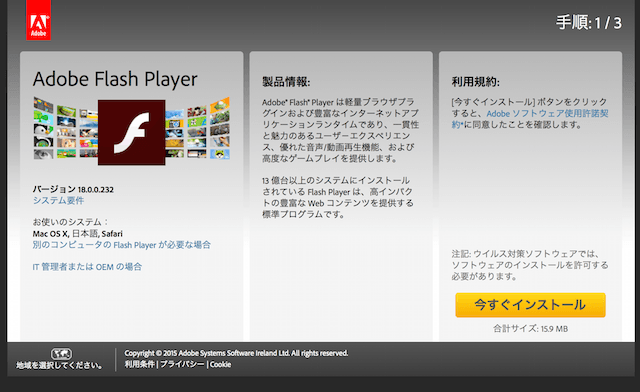 Adobe
手順: 1 / 3
Adobe Flash Player
バージョン 18.0.0.232
システム要件
お使いのシステム：
Mac OS X, 日本語, Safari
別のコンピュータの Flash Player が必要な場合
IT 管理者または OEM の場合
製品情報:
Adobe® Flash® Player は軽量ブラウザプラ
グインおよび豊富なインターネットアプ
リケーションランタイムであり、一貫性
と魅力のあるユーザーエクスペリエン
ス、優れた音声/動画再生機能、および
高度なゲームプレイを提供します。
13 億台以上のシステムにインストール
されている Flash Player は、高インパクト
の豊富な Web コンテンツを提供する
標準プログラムです。
利用規約:
[今すぐインストール] ボタンをクリック
すると、Adobe ソフトウェア使用許諾契
約*に同意したことを確認します。
注記: ウイルス対策ソフトウェアでは、
ソフトウェアのインストールを許可する
必要があります。
今すぐインストール
合計サイズ: 15.9 MB
地域を選択してください。
Copyright © 2015 Adobe Systems Software Ireland Ltd. All rights reserved.
利用条件 | プライバシー | Cookie